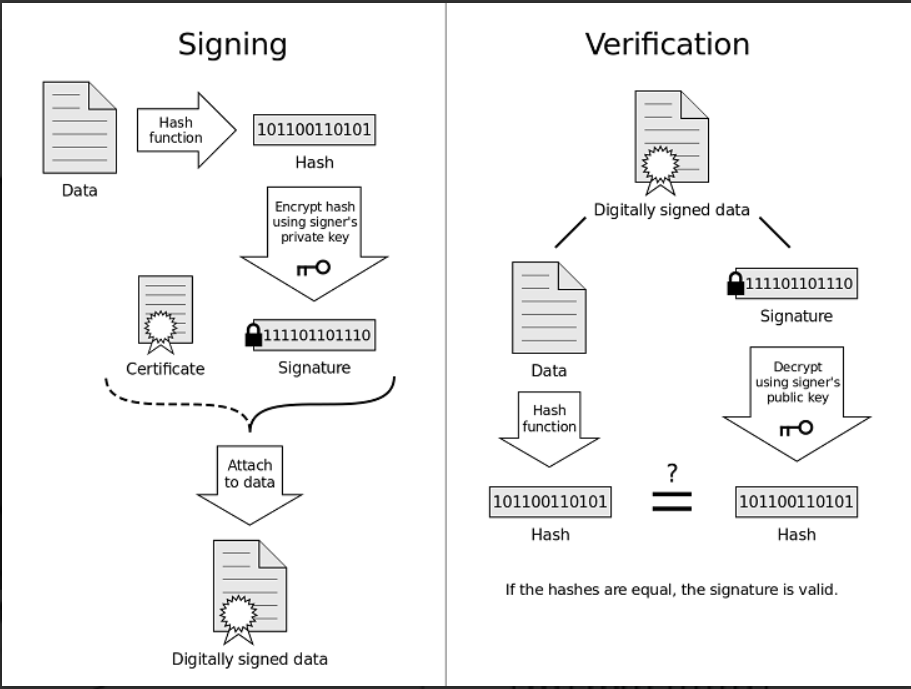 Signing
Data
Hash
function
101100110101
Hash
Encrypt hash
using signer's
private key
Certificate
111101101110
Signature
Attach
to data
Digitally signed data
Verification
Digitally signed data
Data
111101101110
Signature
Hash
function
Decrypt
using signer's
public key
101100110101
Hash
?
=
101100110101
Hash
If the hashes are equal, the signature is valid.